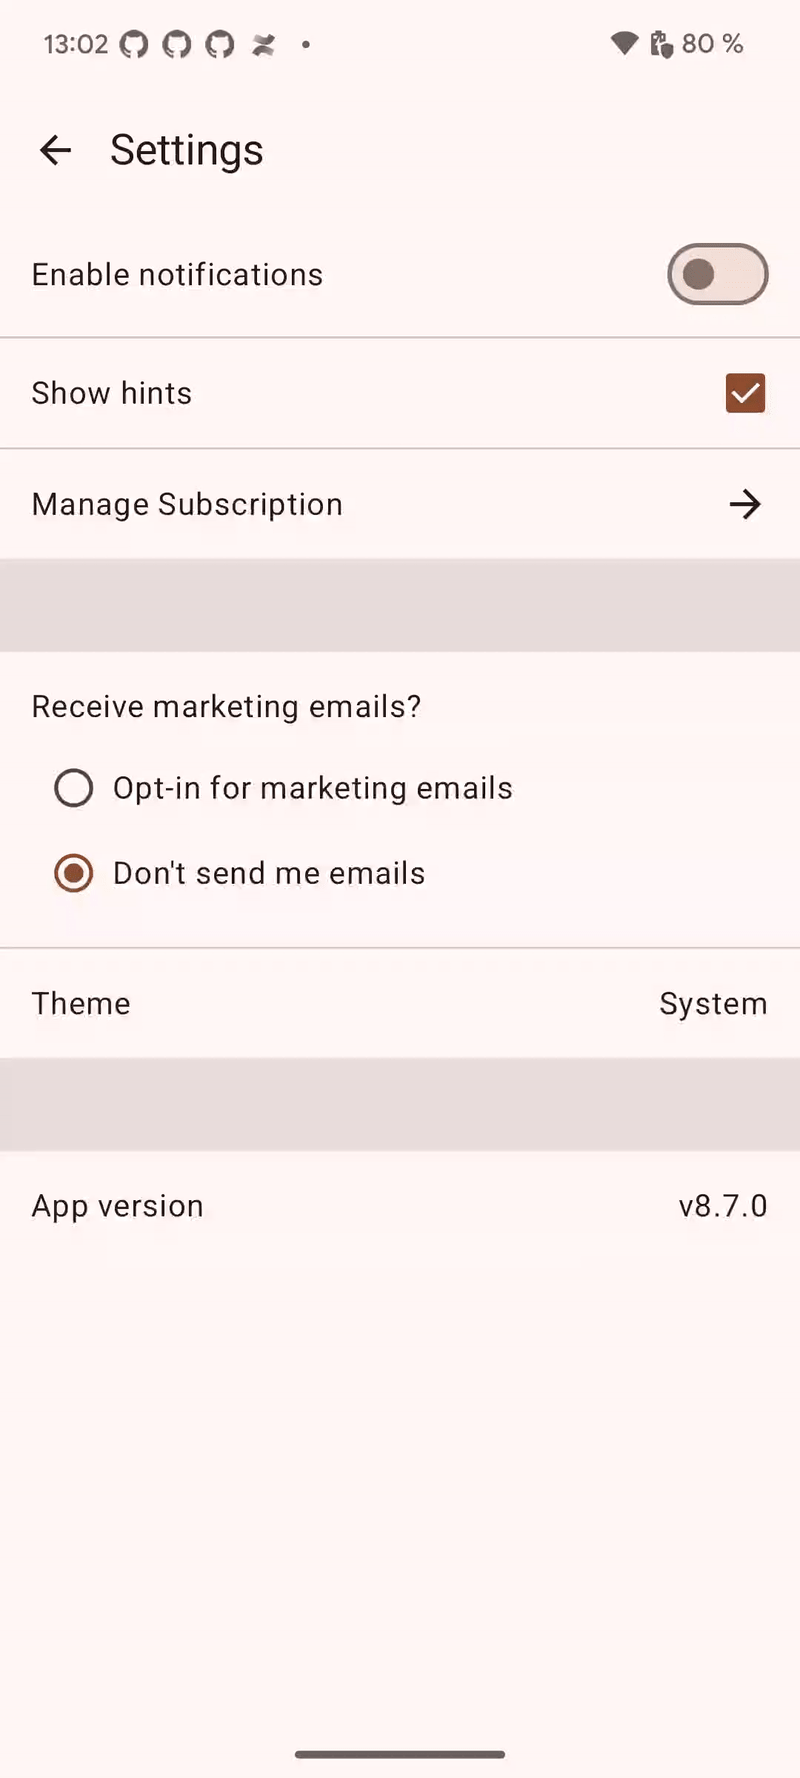 13:02 80 %
Settings
Enable notifications
Show hints
Manage Subscription
Receive marketing emails?
Opt-in for marketing emails
Don't send me emails
Theme System
App version v8.7.0